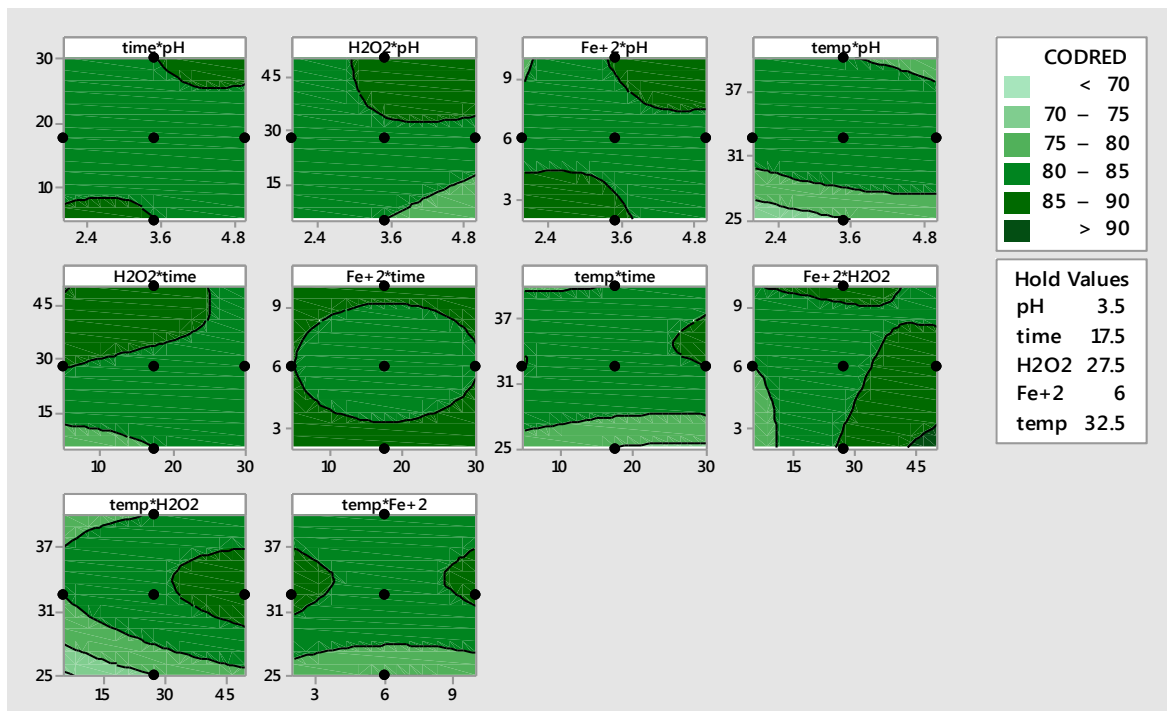 time*pH
30
20
10
2.4 3.6 4.8
H2O2*pH
45
30
15
2.4 3.6 4.8
Fe+2*pH
9
6
3
2.4 3.6 4.8
temp*pH
37
31
25
2.4 3.6 4.8
CODRED
< 70
70 – 75
75 – 80
80 – 85
85 – 90
> 90
H2O2*time
45
30
15
10 20 30
Fe+2*time
9
6
3
10 20 30
temp*time
37
31
25
10 20 30
Fe+2*H2O2
9
6
3
15 30 45
Hold Values
pH 3.5
time 17.5
H2O2 27.5
Fe+2 6
temp 32.5
temp*H2O2
37
31
25
15 30 45
temp*Fe+2
37
31
25
3 6 9